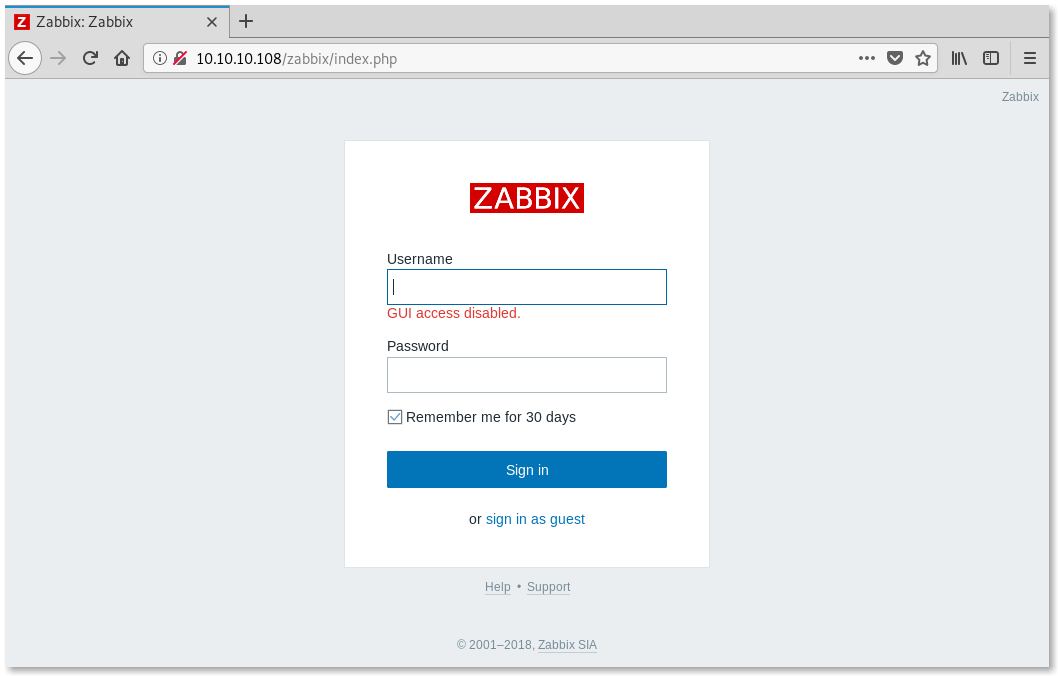 Zabbix: Zabbix
10.10.10.108/zabbix/index.php
Zabbix
ZABBIX
Username
GUI access disabled.
Password
Remember me for 30 days
Sign in
or sign in as guest
Help • Support
© 2001–2018, Zabbix SIA